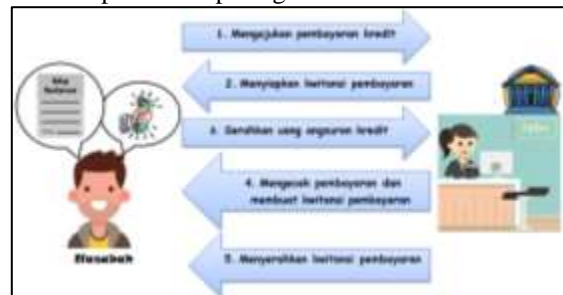 1. Mengajukan pembayaran kredit
2. Menyiapkan kwitansi pembayaran
3. Serahkan uang angsuran kredit
4. Mengecek pembayaran dan
membuat kwitansi pembayaran
5. Menyerahkan kwitansi pembayaran
Nasabah